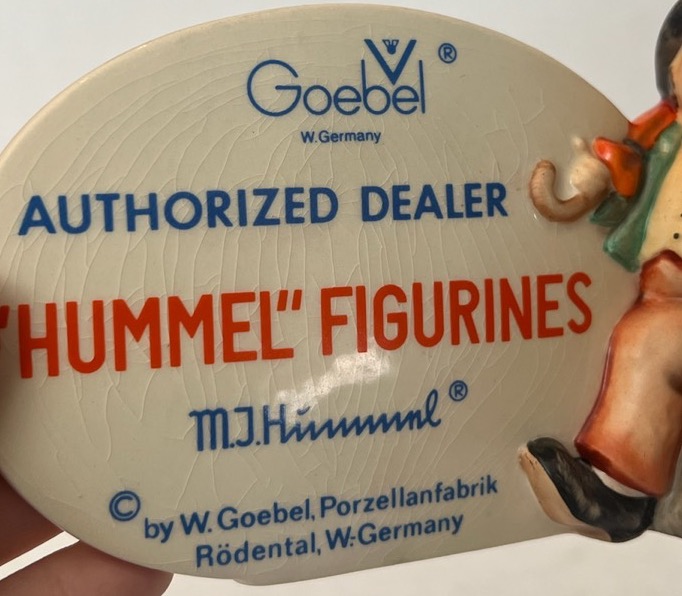 Goebel ®
W.Germany
AUTHORIZED DEALER
"HUMMEL" FIGURINES
M.J.Hummel ®
© by W. Goebel, Porzellanfabrik
Rödental, W.-Germany